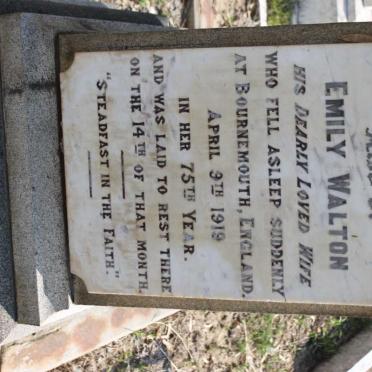 HIS DEARLY LOVED WIFE
EMILY WALTON
WHO FELL ASLEEP SUDDENLY
AT BOURNEMOUTH, ENGLAND.
APRIL 9TH 1919
IN HER 75TH YEAR.
AND WAS LAID TO REST THERE
ON THE 14TH OF THAT MONTH.
"STEADFAST IN THE FAITH."